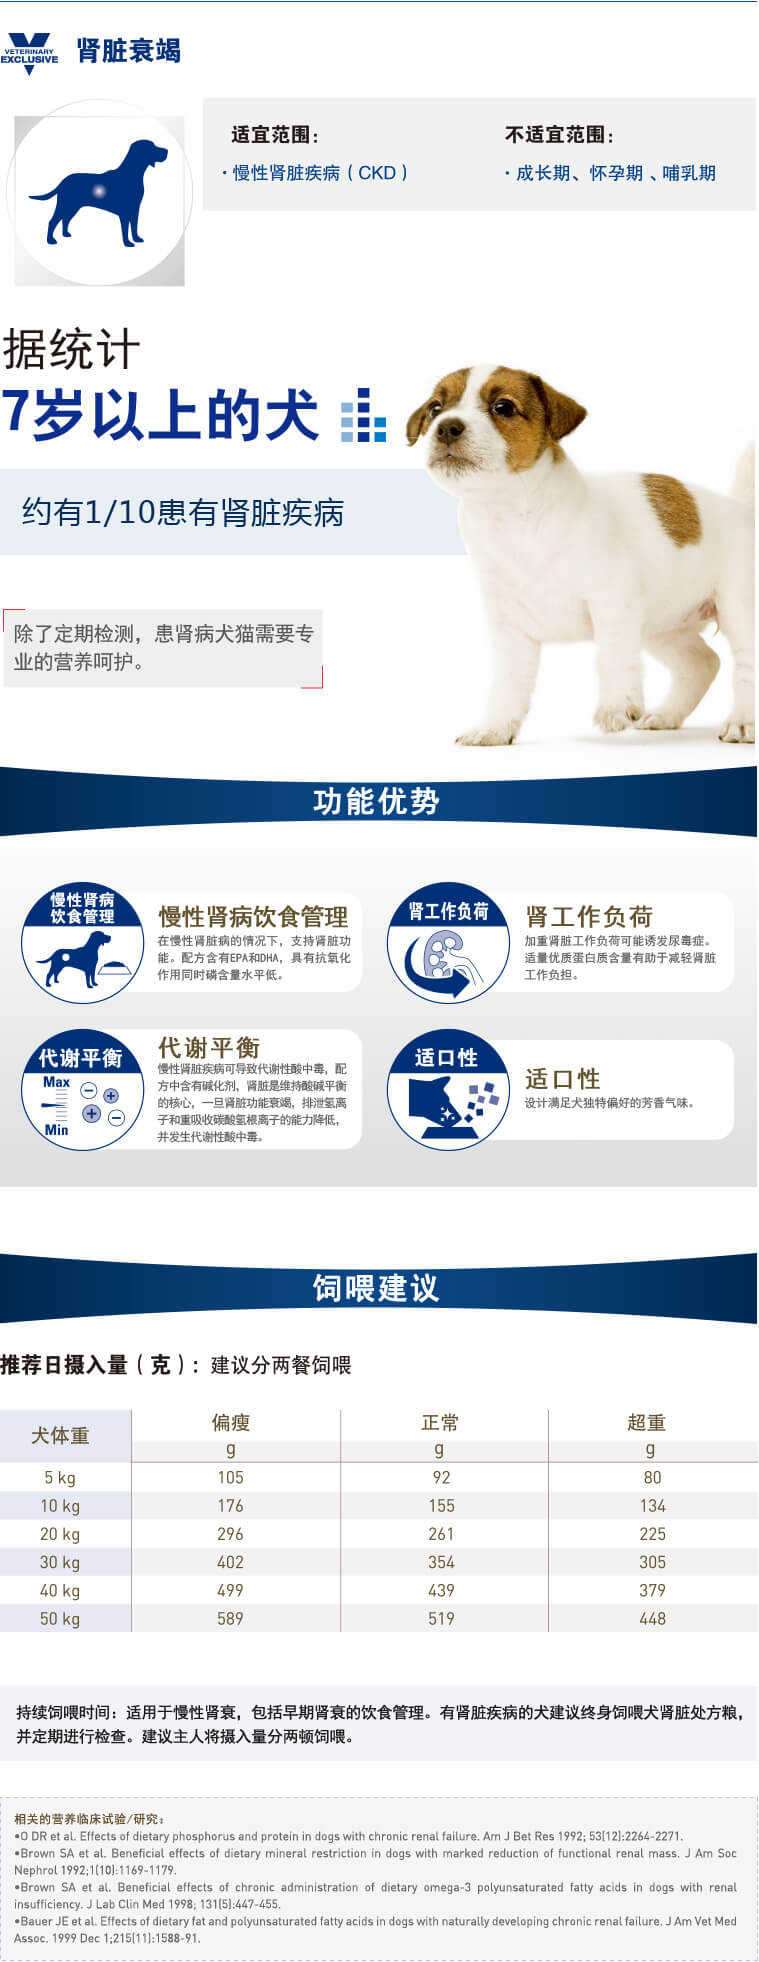 VETERINARY
EXCLUSIVE
肾脏衰竭
适宜范围：
· 慢性肾脏疾病（CKD）
不适宜范围：
· 成长期、怀孕期、哺乳期
据统计
7岁以上的犬
约有1/10患有肾脏疾病
除了定期检测，患肾病犬猫需要专
业的营养呵护。
功能优势
慢性肾病
饮食管理
慢性肾病饮食管理
在慢性肾脏病的情况下，支持肾脏功
能。配方含有EPA和DHA，具有抗氧化
作用同时磷含量水平低。
肾工作负荷
肾工作负荷
加重肾脏工作负荷可能诱发尿毒症。
适量优质蛋白质含量有助于减轻肾脏
工作负担。
代谢平衡
Max
Min
代谢平衡
慢性肾脏疾病可导致代谢性酸中毒，配
方中含有碱化剂，肾脏是维持酸碱平衡
的核心，一旦肾脏功能衰竭，排泄氢离
子和重吸收碳酸氢根离子的能力降低，
并发生代谢性酸中毒。
适口性
适口性
设计满足犬独特偏好的芳香气味。
饲喂建议
推荐日摄入量（克）：建议分两餐饲喂
犬体重 偏瘦 正常 超重
g g g
5 kg 105 92 80
10 kg 176 155 134
20 kg 296 261 225
30 kg 402 354 305
40 kg 499 439 379
50 kg 589 519 448
持续饲喂时间：适用于慢性肾衰，包括早期肾衰的饮食管理。有肾脏疾病的犬建议终身饲喂犬肾脏处方粮，
并定期进行检查。建议主人将摄入量分两顿饲喂。
相关的营养临床试验/研究：
•O DR et al. Effects of dietary phosphorus and protein in dogs with chronic renal failure. Am J Bet Res 1992; 53(12):2264-2271.
•Brown SA et al. Beneficial effects of dietary mineral restriction in dogs with marked reduction of functional renal mass. J Am Soc
Nephrol 1992;1(10):1169-1179.
•Brown SA et al. Beneficial effects of chronic administration of dietary omega-3 polyunsaturated fatty acids in dogs with renal
insufficiency. J Lab Clin Med 1998; 131(5):447-455.
•Bauer JE et al. Effects of dietary fat and polyunsaturated fatty acids in dogs with naturally developing chronic renal failure. J Am Vet Med
Assoc. 1999 Dec 1;215(11):1588-91.